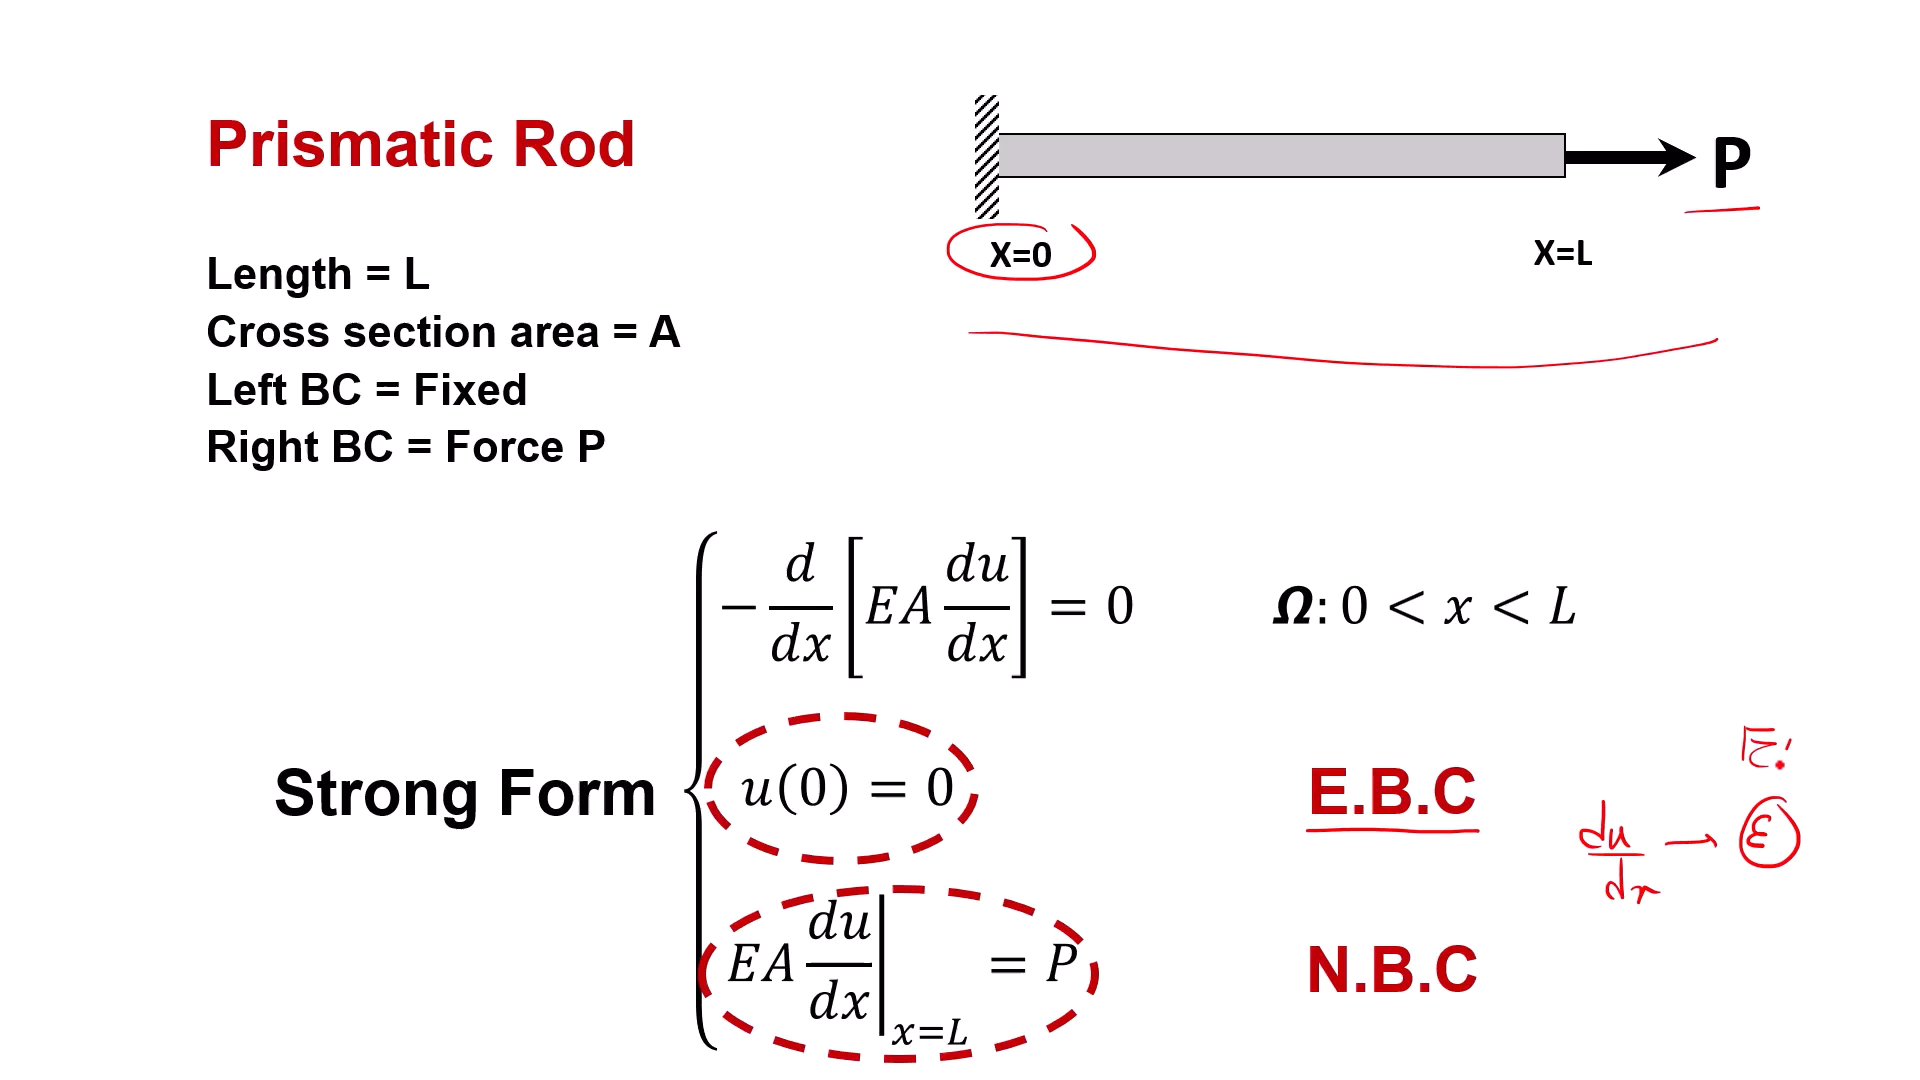 Prismatic Rod
P
X=0
X=L
Length = L
Cross section area = A
Left BC = Fixed
Right BC = Force P
Strong Form
−d/dx[EA du/dx] = 0
Ω: 0 < x < L
u(0) = 0
E.B.C
du/dx → ε
EA du/dx|x=L = P
N.B.C